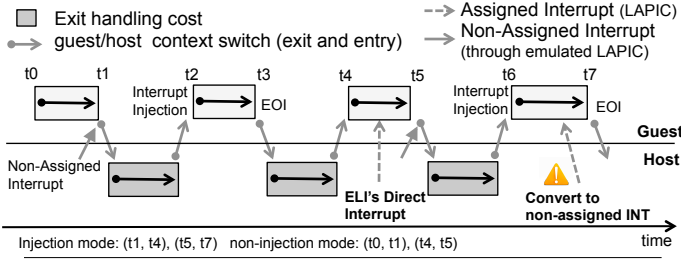 Exit handling cost
guest/host context switch (exit and entry)
Assigned Interrupt (LAPIC)
Non-Assigned Interrupt
(through emulated LAPIC)
t0 t1 t2 t3 t4 t5 t6 t7
Interrupt
Injection
EOI
Interrupt
Injection
EOI
Guest
Host
Non-Assigned
Interrupt
ELI's Direct
Interrupt
Convert to
non-assigned INT
time
Injection mode: (t1, t4), (t5, t7) non-injection mode: (t0, t1), (t4, t5)